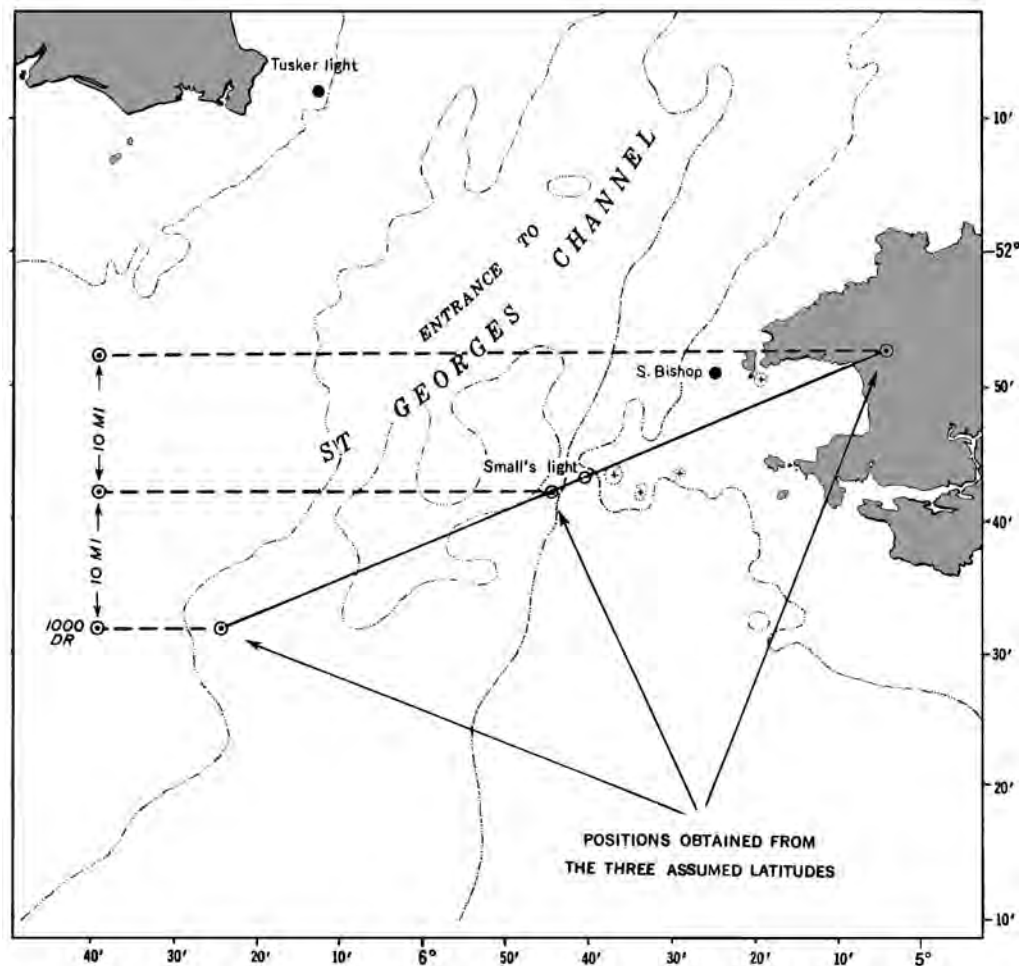 Tusker light
10'
ENTRANCE TO
CHANNEL
52°
ST GEORGES
10 MI
S. Bishop
50'
Small's light
10 MI
40'
1000
DR
30'
20'
POSITIONS OBTAINED FROM
THE THREE ASSUMED LATITUDES
10'
40' 30' 20' 10' 6° 50' 40' 30' 20' 10' 5°